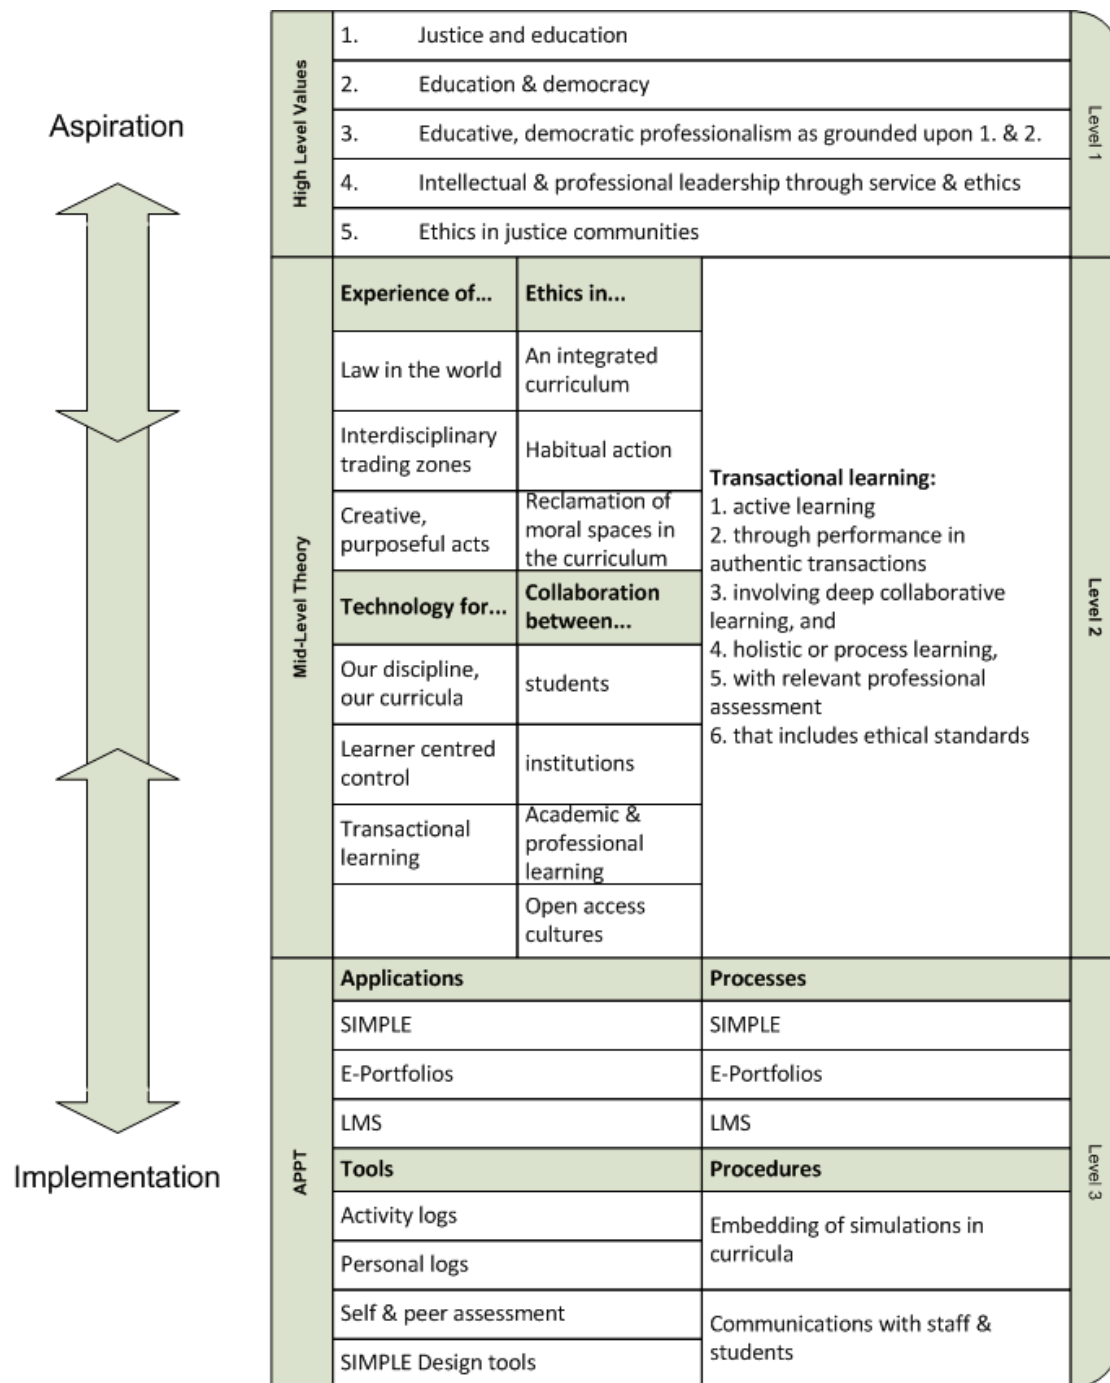 Aspiration
Implementation
High Level Values
Level 1
1. Justice and education
2. Education & democracy
3. Educative, democratic professionalism as grounded upon 1. & 2.
4. Intellectual & professional leadership through service & ethics
5. Ethics in justice communities
Mid-Level Theory
Level 2
Experience of...
Law in the world
Interdisciplinary
trading zones
Creative,
purposeful acts
Ethics in...
An integrated
curriculum
Habitual action
Reclamation of
moral spaces in
the curriculum
Technology for...
Our discipline,
our curricula
Learner centred
control
Transactional
learning
Collaboration
between...
students
institutions
Academic &
professional
learning
Open access
cultures
Transactional learning:
1. active learning
2. through performance in
authentic transactions
3. involving deep collaborative
learning, and
4. holistic or process learning,
5. with relevant professional
assessment
6. that includes ethical standards
APPT
Level 3
Applications
SIMPLE
E-Portfolios
LMS
Processes
SIMPLE
E-Portfolios
LMS
Tools
Activity logs
Personal logs
Self & peer assessment
SIMPLE Design tools
Procedures
Embedding of simulations in
curricula
Communications with staff &
students